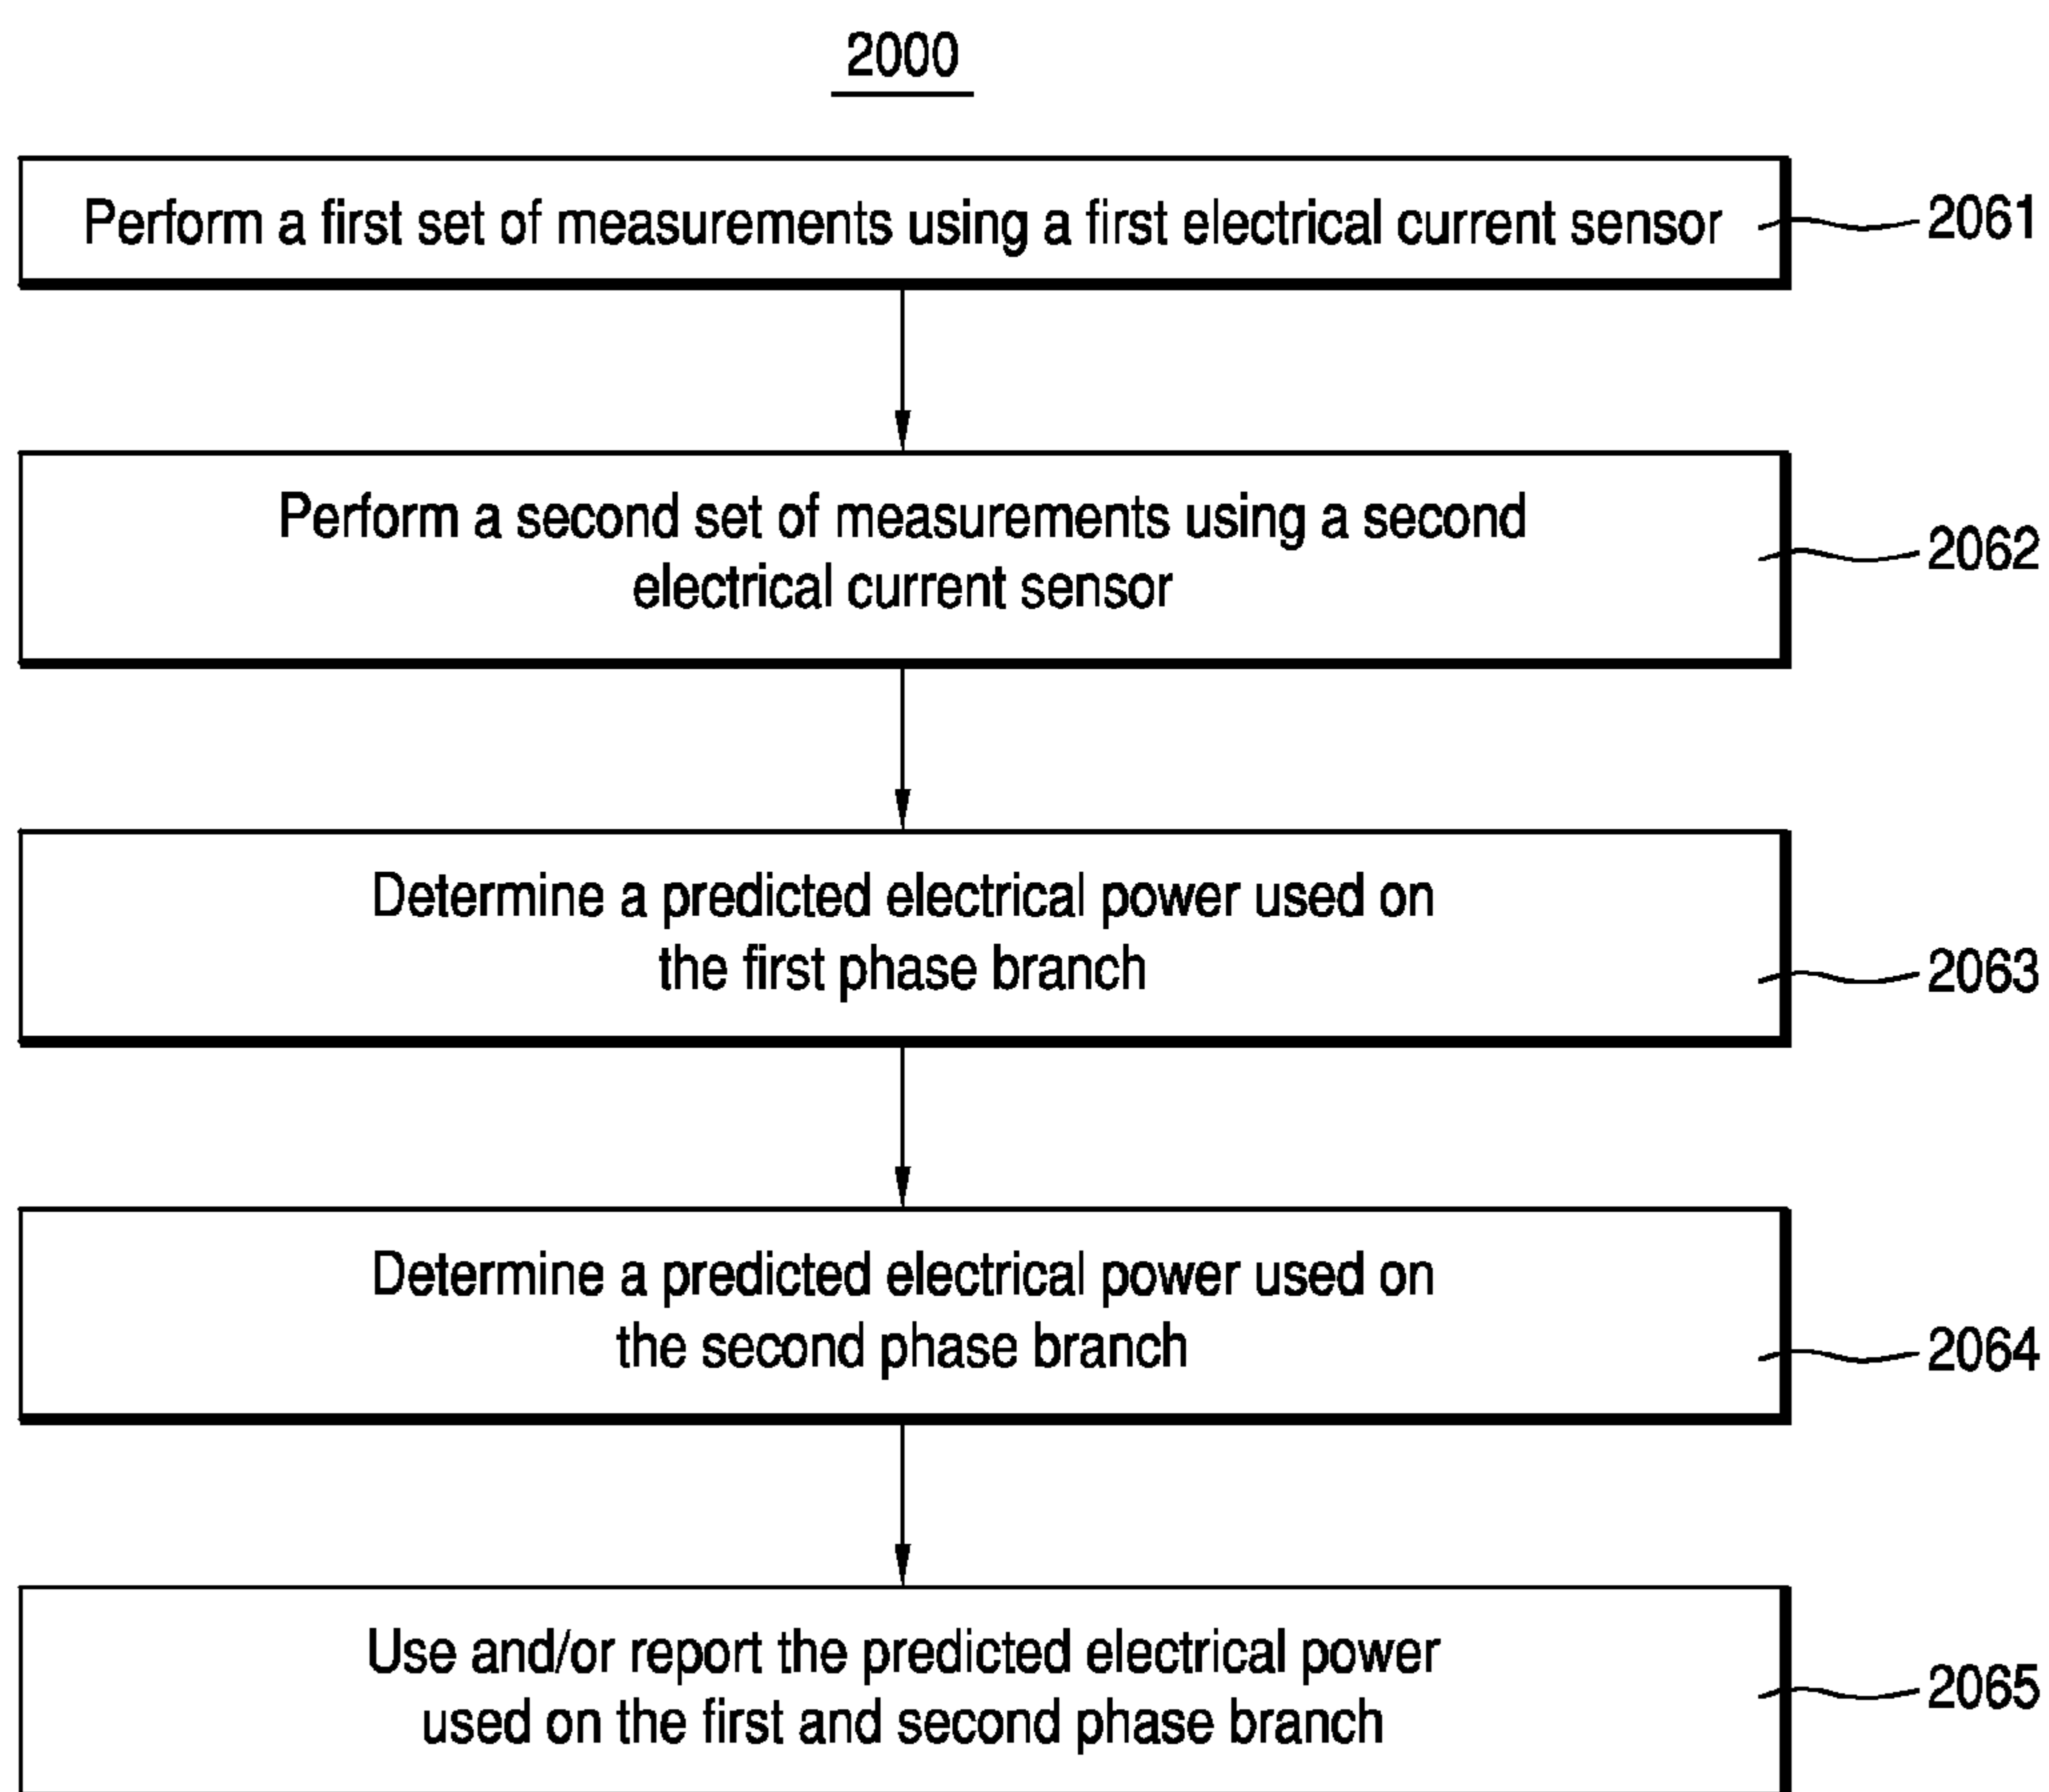 2000
Perform a first set of measurements using a first electrical current sensor
2061
Perform a second set of measurements using a second
electrical current sensor
2062
Determine a predicted electrical power used on
the first phase branch
2063
Determine a predicted electrical power used on
the second phase branch
2064
Use and/or report the predicted electrical power
used on the first and second phase branch
2065